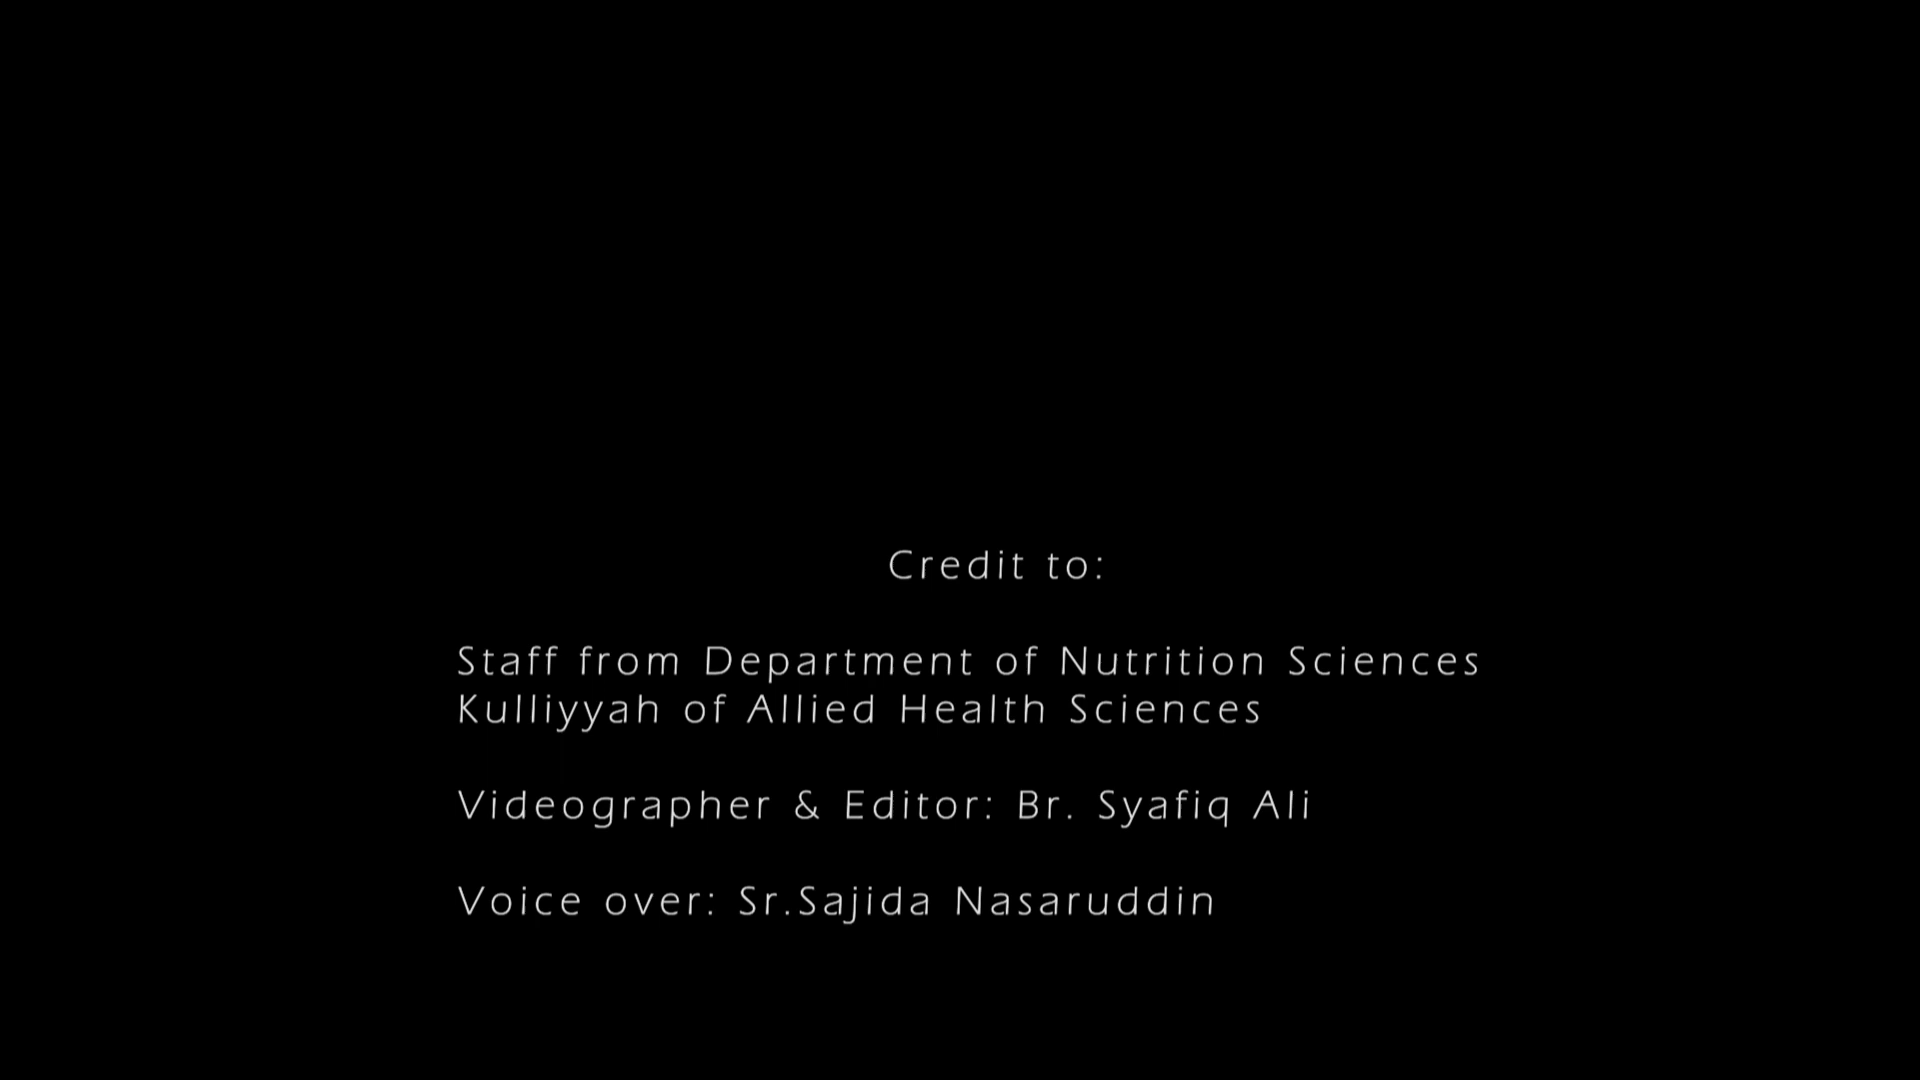 Credit to:
Staff from Department of Nutrition Sciences
Kulliyyah of Allied Health Sciences
Videographer & Editor: Br. Syafiq Ali
Voice over: Sr.Sajida Nasaruddin